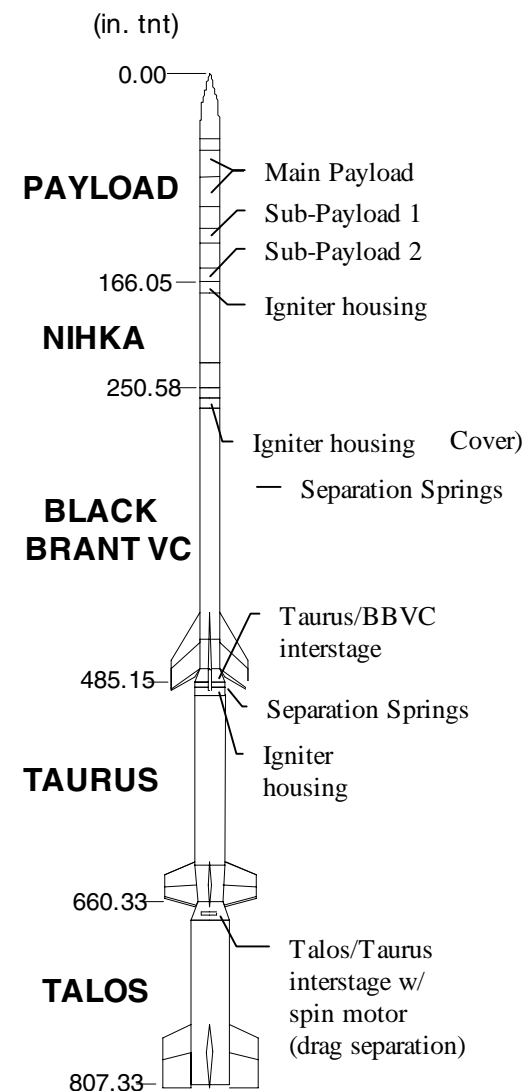 (in. tnt)
0.00
PAYLOAD
Main Payload
Sub-Payload 1
Sub-Payload 2
166.05
Igniter housing
NIHKA
250.58
Igniter housing Cover)
Separation Springs
BLACK
BRANT VC
Taurus/BBVC
interstage
485.15
Separation Springs
Igniter
housing
TAURUS
660.33
Talos/Taurus
interstage w/
spin motor
(drag separation)
TALOS
807.33